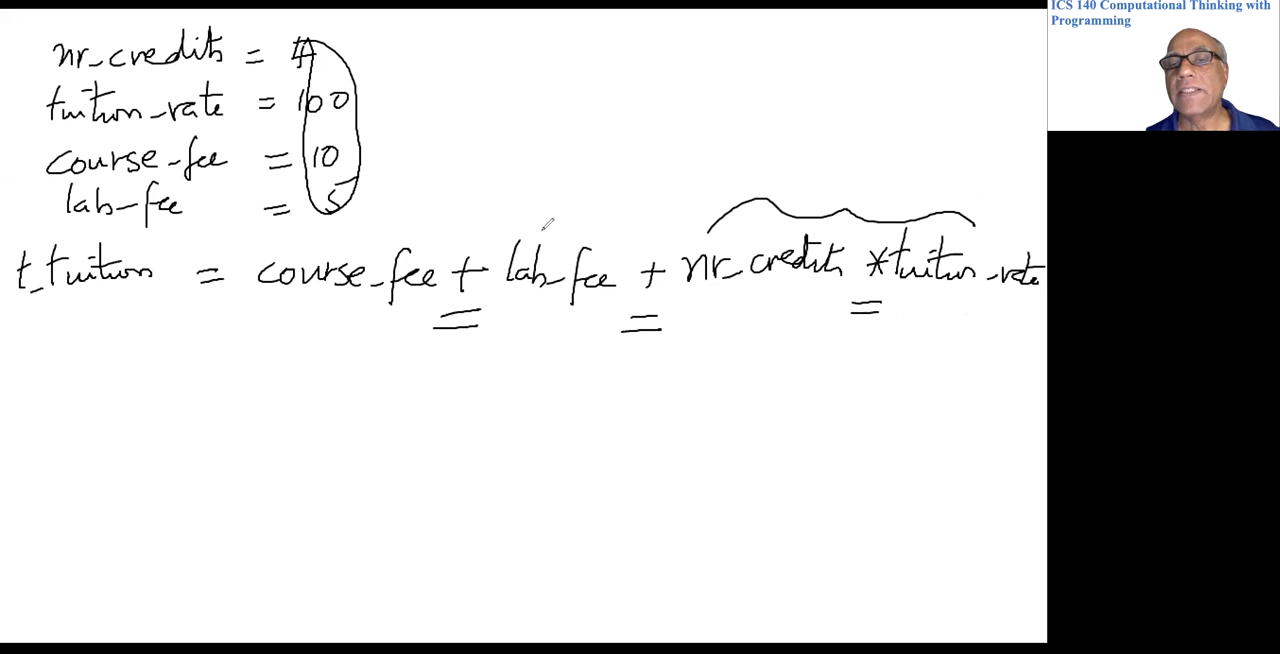 ICS 140 Computational Thinking with
Programming
nr_credits = 4
tuition_rate = 100
course_fee = 10
lab_fee = 5
t_tuition = course_fee + lab_fee + nr_credits * tuition_rate